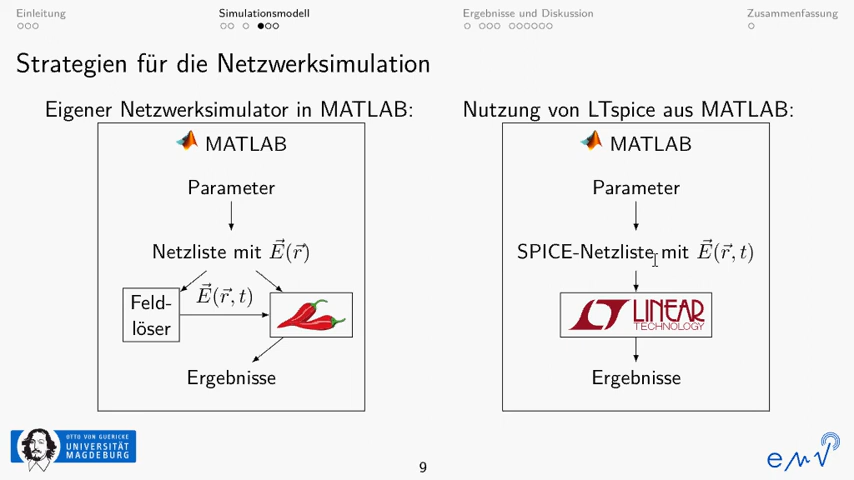 Einleitung
Simulationsmodell
Ergebnisse und Diskussion
Zusammenfassung
Strategien für die Netzwerksimulation
Eigener Netzwerksimulator in MATLAB:
MATLAB
Parameter
Netzliste mit E⃗(r⃗)
E⃗(r⃗, t)
Feld-
löser
Ergebnisse
Nutzung von LTspice aus MATLAB:
MATLAB
Parameter
SPICE-Netzliste mit E⃗(r⃗, t)
LINEAR
TECHNOLOGY
Ergebnisse
OTTO VON GUERICKE
UNIVERSITÄT
MAGDEBURG
9
emv